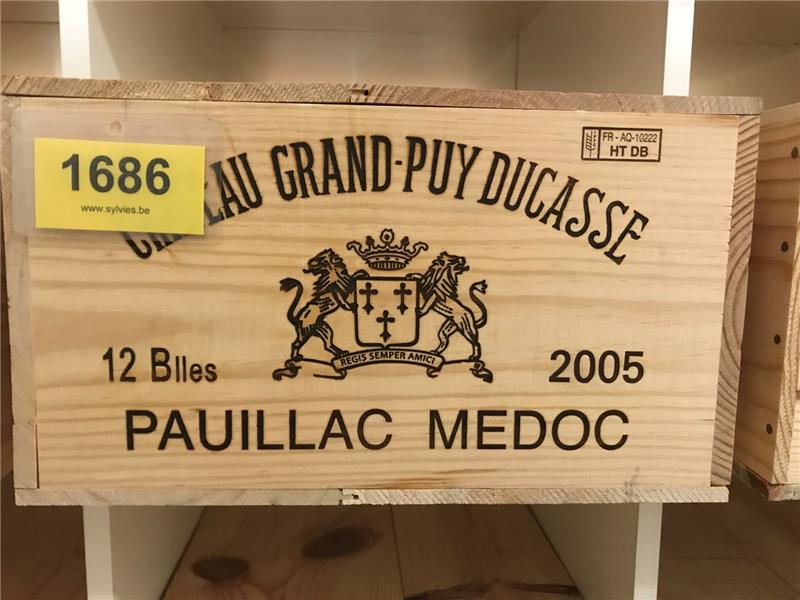 1686
www.sylvies.be
CHATEAU GRAND-PUY DUCASSE
FR - AQ-10222
HT DB
REGIS SEMPER AMICI
12 Blles
2005
PAUILLAC MEDOC